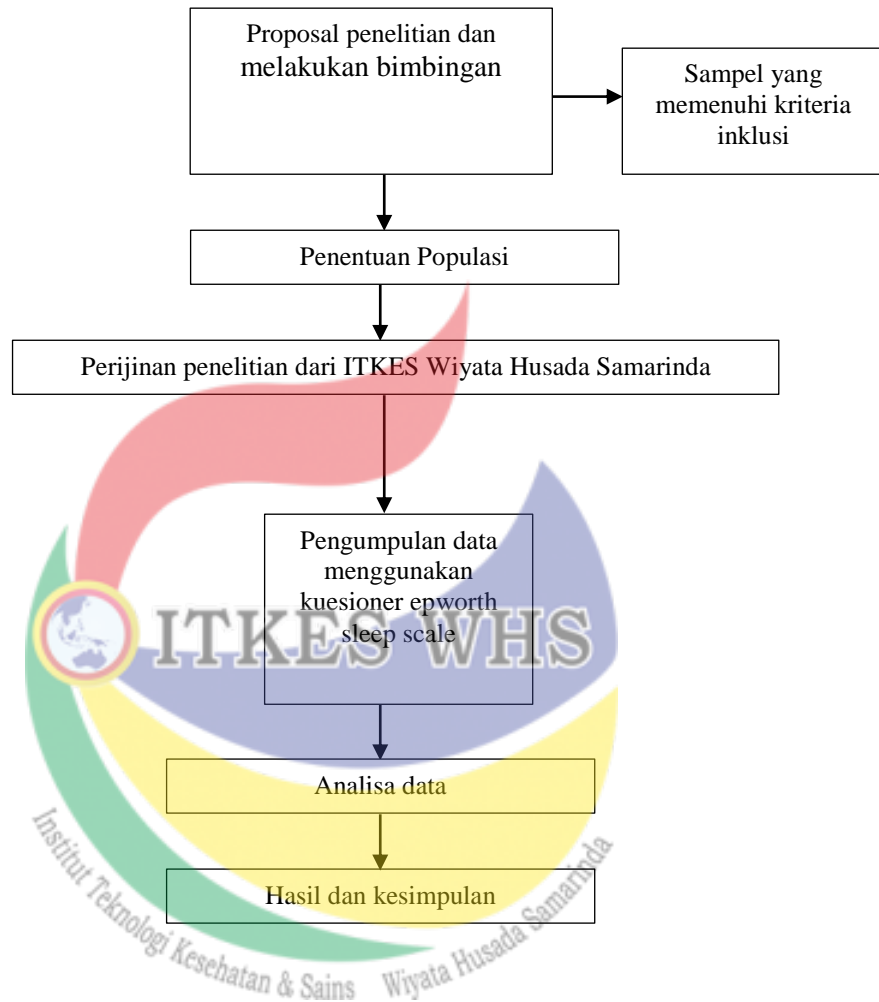 Proposal penelitian dan
melakukan bimbingan
Sampel yang
memenuhi kriteria
inklusi
Penentuan Populasi
Perijinan penelitian dari ITKES Wiyata Husada Samarinda
Pengumpulan data
menggunakan
kuesioner epworth
sleep scale
ITKES WHS
Analisa data
Hasil dan kesimpulan
Institut Teknologi Kesehatan & Sains Wiyata Husada Samarinda